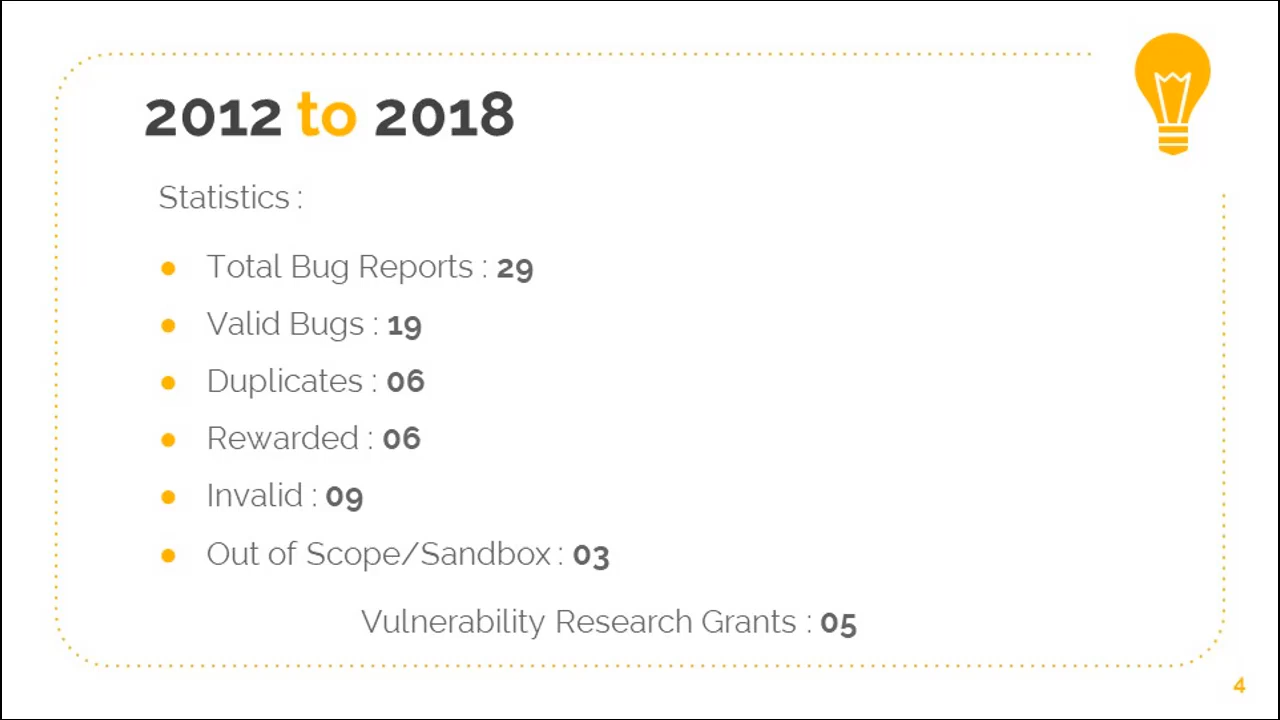 2012 to 2018
Statistics :
● Total Bug Reports : 29
● Valid Bugs : 19
● Duplicates : 06
● Rewarded : 06
● Invalid : 09
● Out of Scope/Sandbox : 03
Vulnerability Research Grants : 05
4